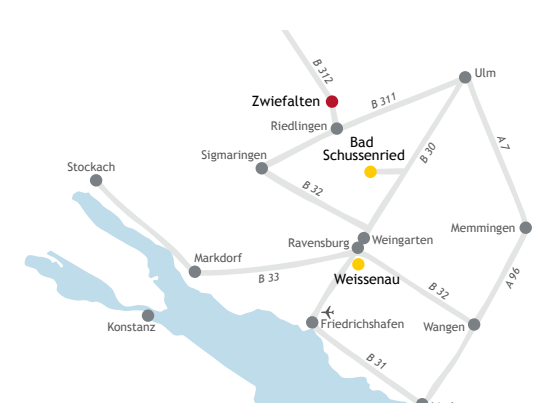 B 312
Ulm
Zwiefalten
B 311
Riedlingen
Bad
Schussenried
A 7
B 30
Sigmaringen
Stockach
B 32
Memmingen
Weingarten
Ravensburg
Markdorf
B 33
Weissenau
A 96
B 32
Konstanz
Friedrichshafen
Wangen
B 31